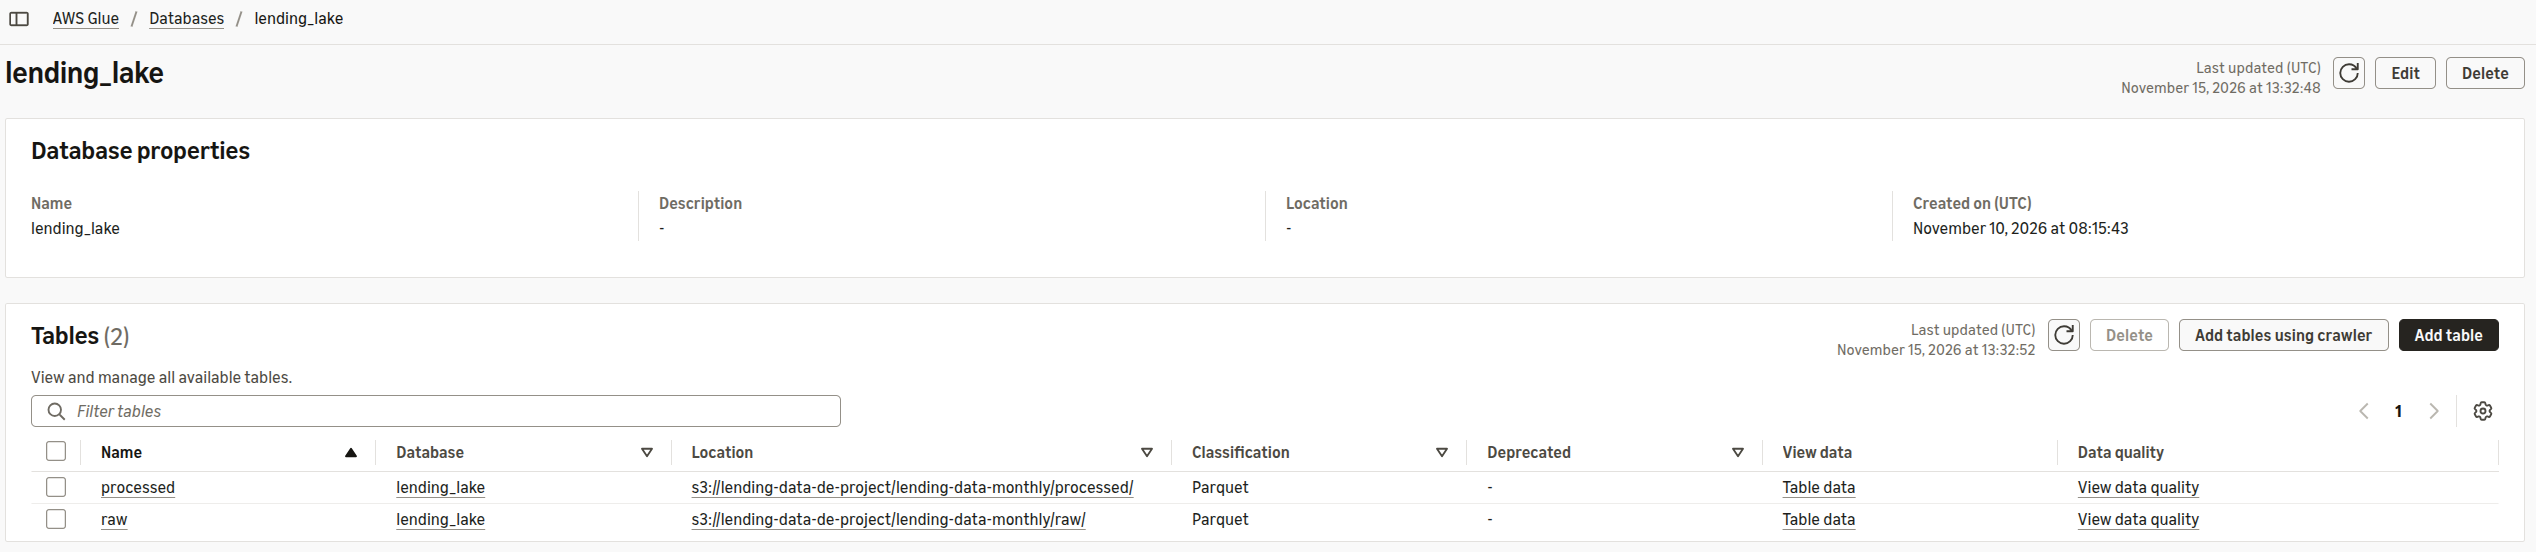 AWS Glue / Databases / lending_lake
lending_lake
Last updated (UTC)
November 15, 2026 at 13:32:48
Edit
Delete
Database properties
Name
lending_lake
Description
-
Location
-
Created on (UTC)
November 10, 2026 at 08:15:43
Tables (2)
Last updated (UTC)
November 15, 2026 at 13:32:52
Delete
Add tables using crawler
Add table
View and manage all available tables.
Filter tables
1
Name Database Location Classification Deprecated View data Data quality
processed lending_lake s3://lending-data-de-project/lending-data-monthly/processed/ Parquet - Table data View data quality
raw lending_lake s3://lending-data-de-project/lending-data-monthly/raw/ Parquet - Table data View data quality